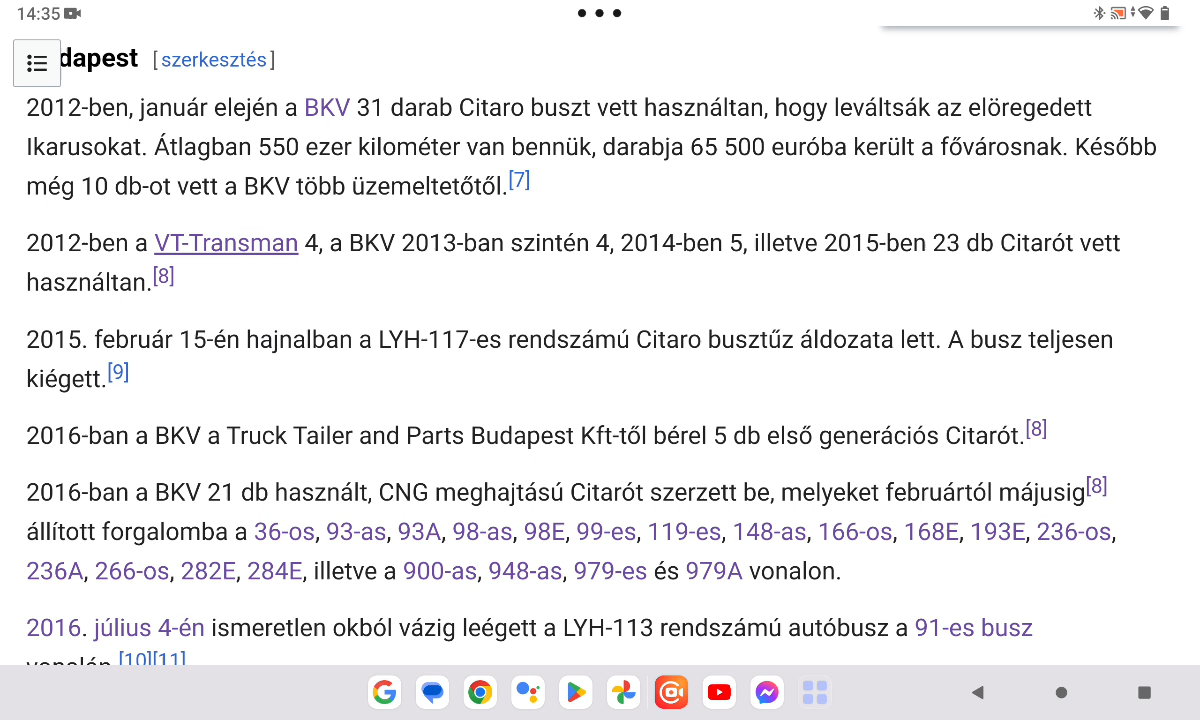 14:35
dapest [szerkesztés]
2012-ben, január elején a BKV 31 darab Citaro buszt vett használtan, hogy leváltsák az elöregedett
Ikarusokat. Átlagban 550 ezer kilométer van bennük, darabja 65 500 euróba került a fővárosnak. Később
még 10 db-ot vett a BKV több üzemeltetőtől.[7]
2012-ben a VT-Transman 4, a BKV 2013-ban szintén 4, 2014-ben 5, illetve 2015-ben 23 db Citarót vett
használtan.[8]
2015. február 15-én hajnalban a LYH-117-es rendszámú Citaro busztűz áldozata lett. A busz teljesen
kiégett.[9]
2016-ban a BKV a Truck Tailer and Parts Budapest Kft-től bérel 5 db első generációs Citarót.[8]
2016-ban a BKV 21 db használt, CNG meghajtású Citarót szerzett be, melyeket februártól májusig[8]
állított forgalomba a 36-os, 93-as, 93A, 98-as, 98E, 99-es, 119-es, 148-as, 166-os, 168E, 193E, 236-os,
236A, 266-os, 282E, 284E, illetve a 900-as, 948-as, 979-es és 979A vonalon.
2016. július 4-én ismeretlen okból vázig leégett a LYH-113 rendszámú autóbusz a 91-es busz
vonalán.[10][11]